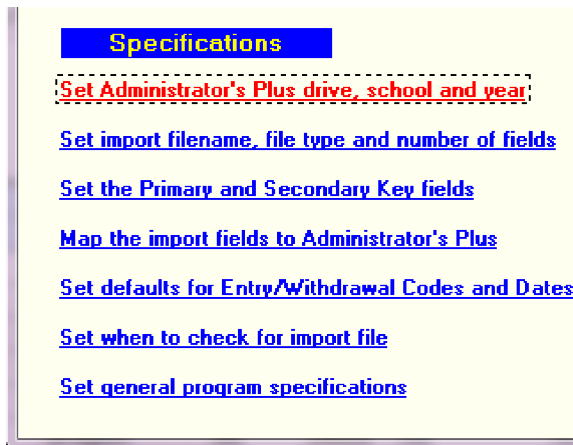 Specifications
Set Administrator's Plus drive, school and year
Set import filename, file type and number of fields
Set the Primary and Secondary Key fields
Map the import fields to Administrator's Plus
Set defaults for Entry/Withdrawal Codes and Dates
Set when to check for import file
Set general program specifications